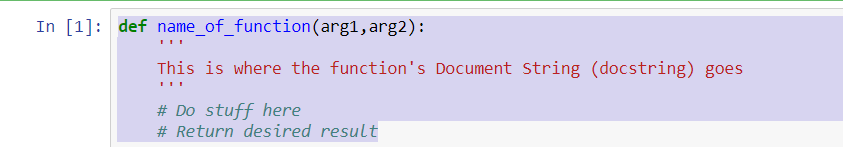 In [1]: def name_of_function(arg1,arg2):
'''
This is where the function's Document String (docstring) goes
'''
# Do stuff here
# Return desired result